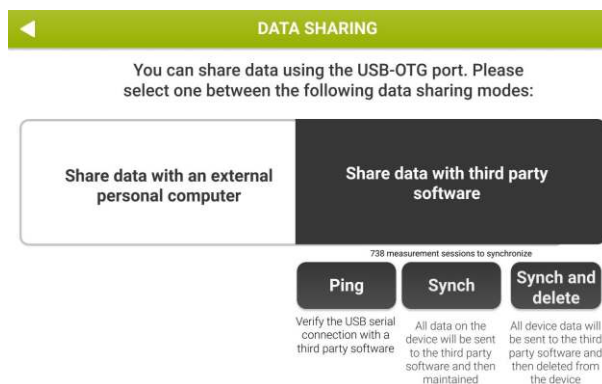 DATA SHARING
You can share data using the USB-OTG port. Please
select one between the following data sharing modes:
Share data with an external
personal computer
Share data with third party
software
738 measurement sessions to synchronize
Ping
Verify the USB serial
connection with a
third party software
Synch
All data on the
device will be sent
to the third party
software and then
maintained
Synch and
delete
All device data will
be sent to the third
party software and
then deleted from
the device